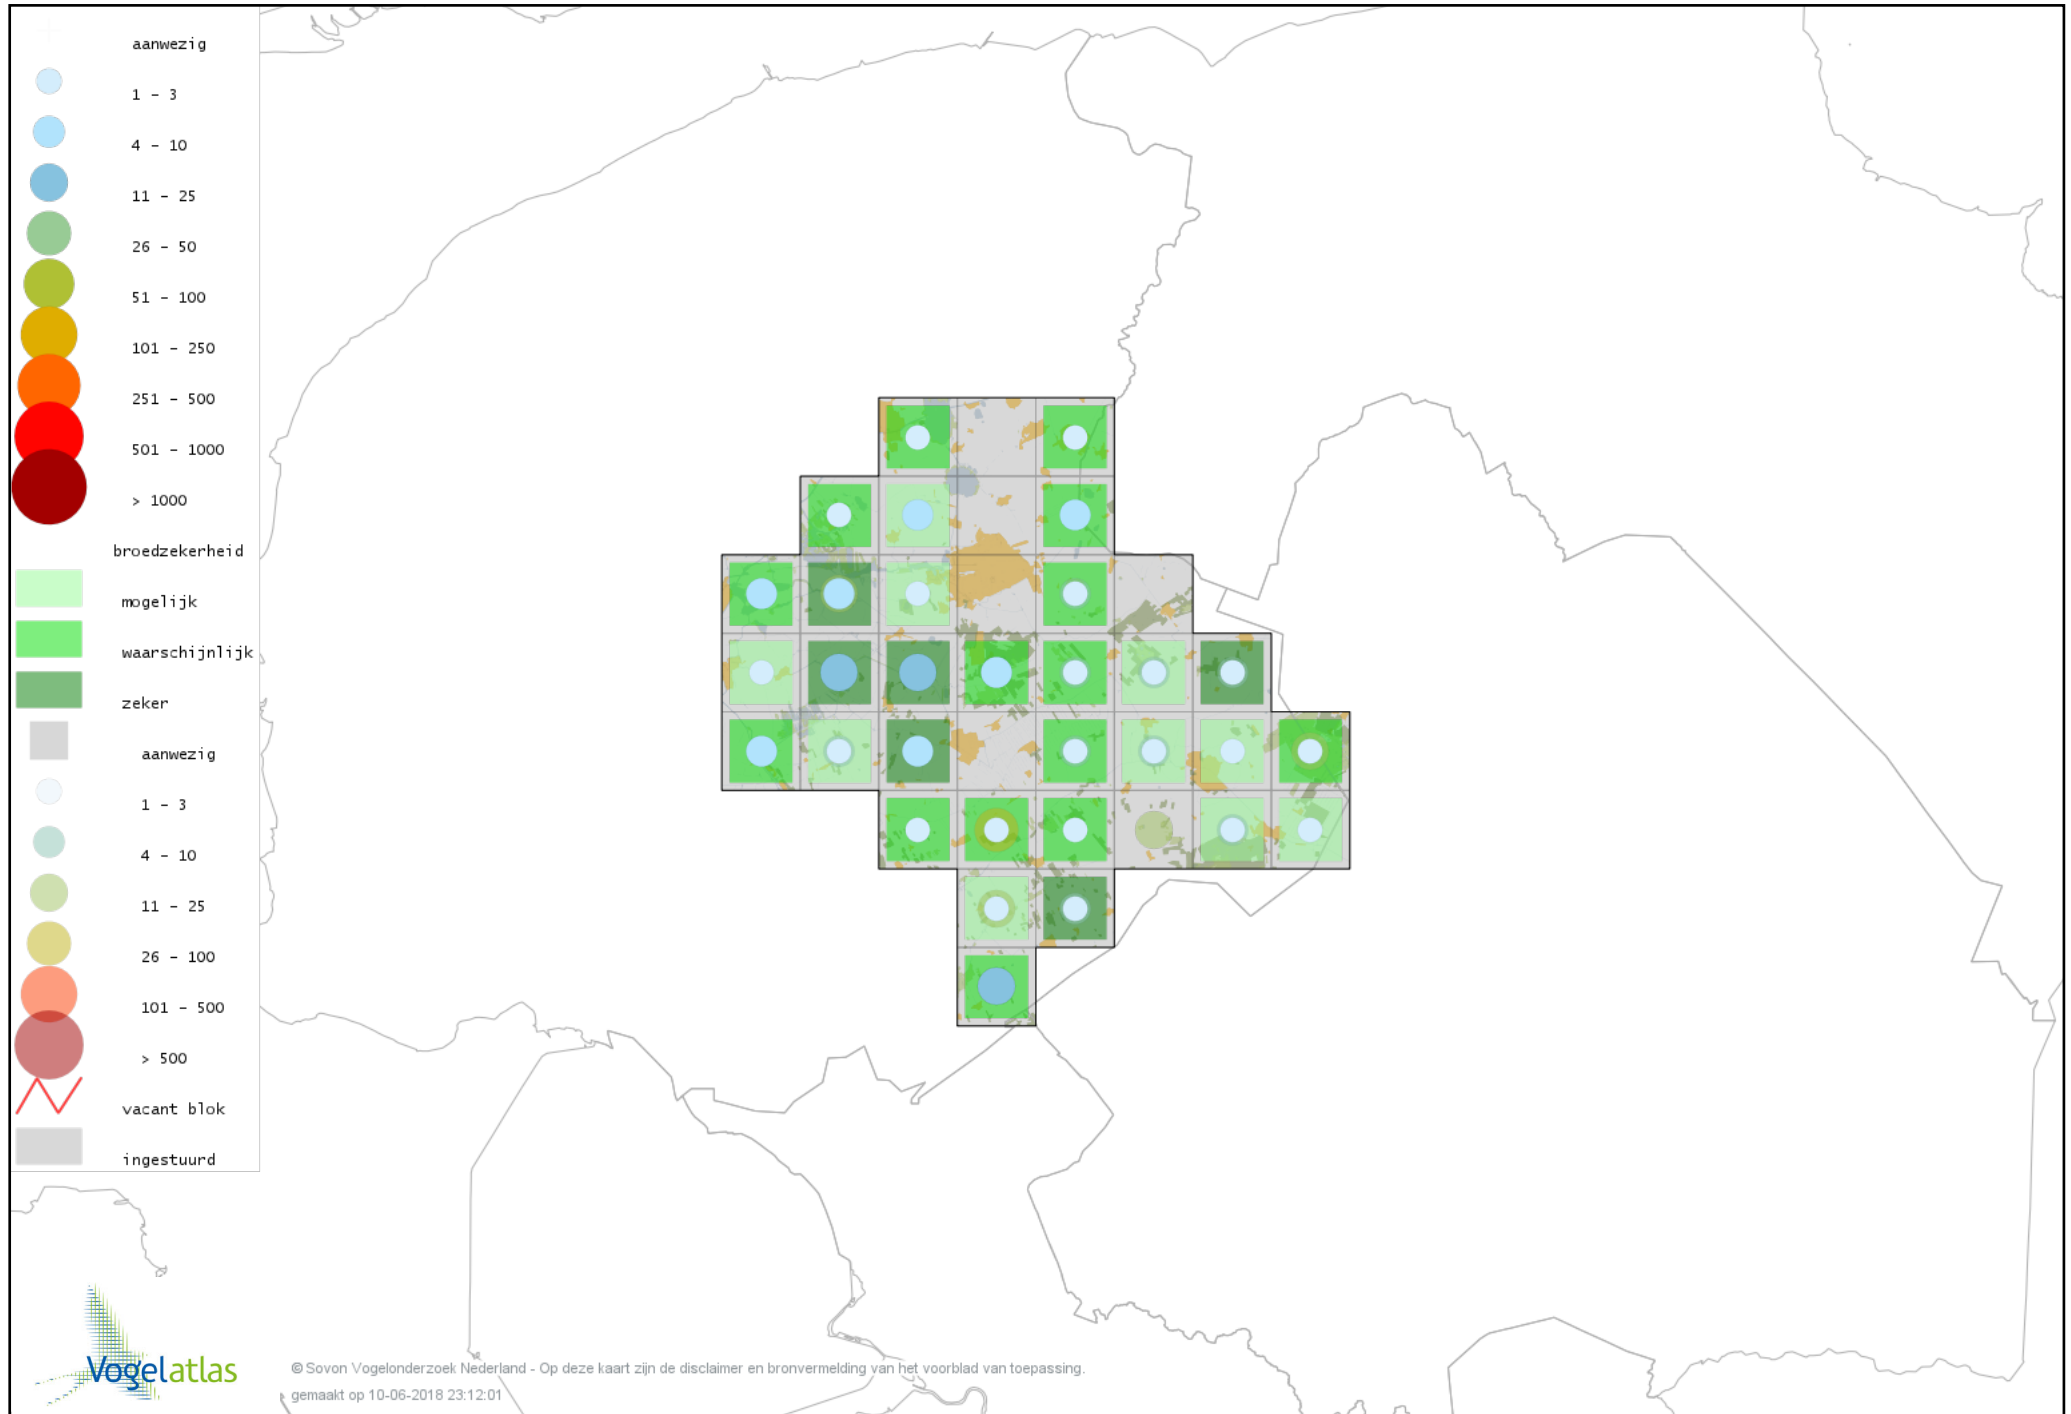 aanwezig
1 - 3
4 - 10
11 - 25
26 - 50
51 - 100
101 - 250
251 - 500
501 - 1000
> 1000
broedzekerheid
mogelijk
waarschijnlijk
zeker
aanwezig
1 - 3
4 - 10
11 - 25
26 - 100
101 - 500
> 500
vacant blok
ingestuurd
Vogelatlas
© Sovon Vogelonderzoek Nederland - Op deze kaart zijn de disclaimer en bronvermelding van het voorblad van toepassing.
gemaakt op 10-06-2018 23:12:01